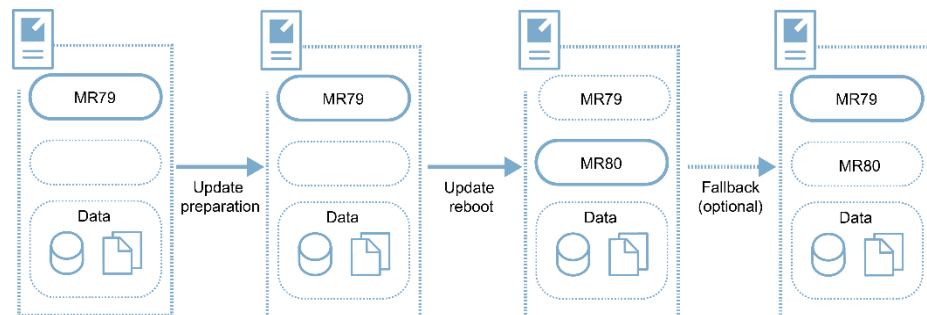 MR79
Data
Update
preparation
MR79
Data
Update
reboot
MR79
MR80
Data
Fallback
(optional)
MR79
MR80
Data